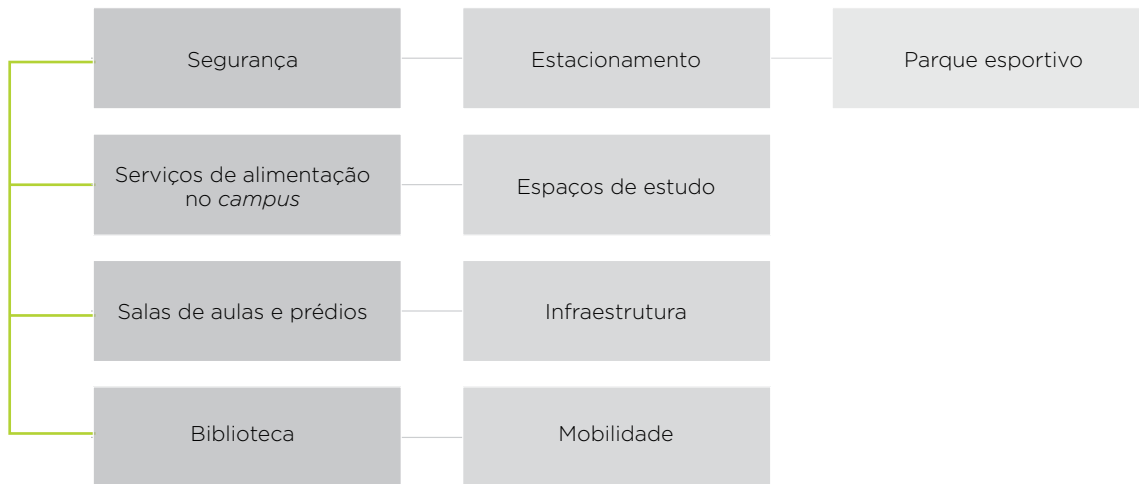 Segurança
Estacionamento
Parque esportivo
Serviços de alimentação
no campus
Espaços de estudo
Salas de aulas e prédios
Infraestrutura
Biblioteca
Mobilidade